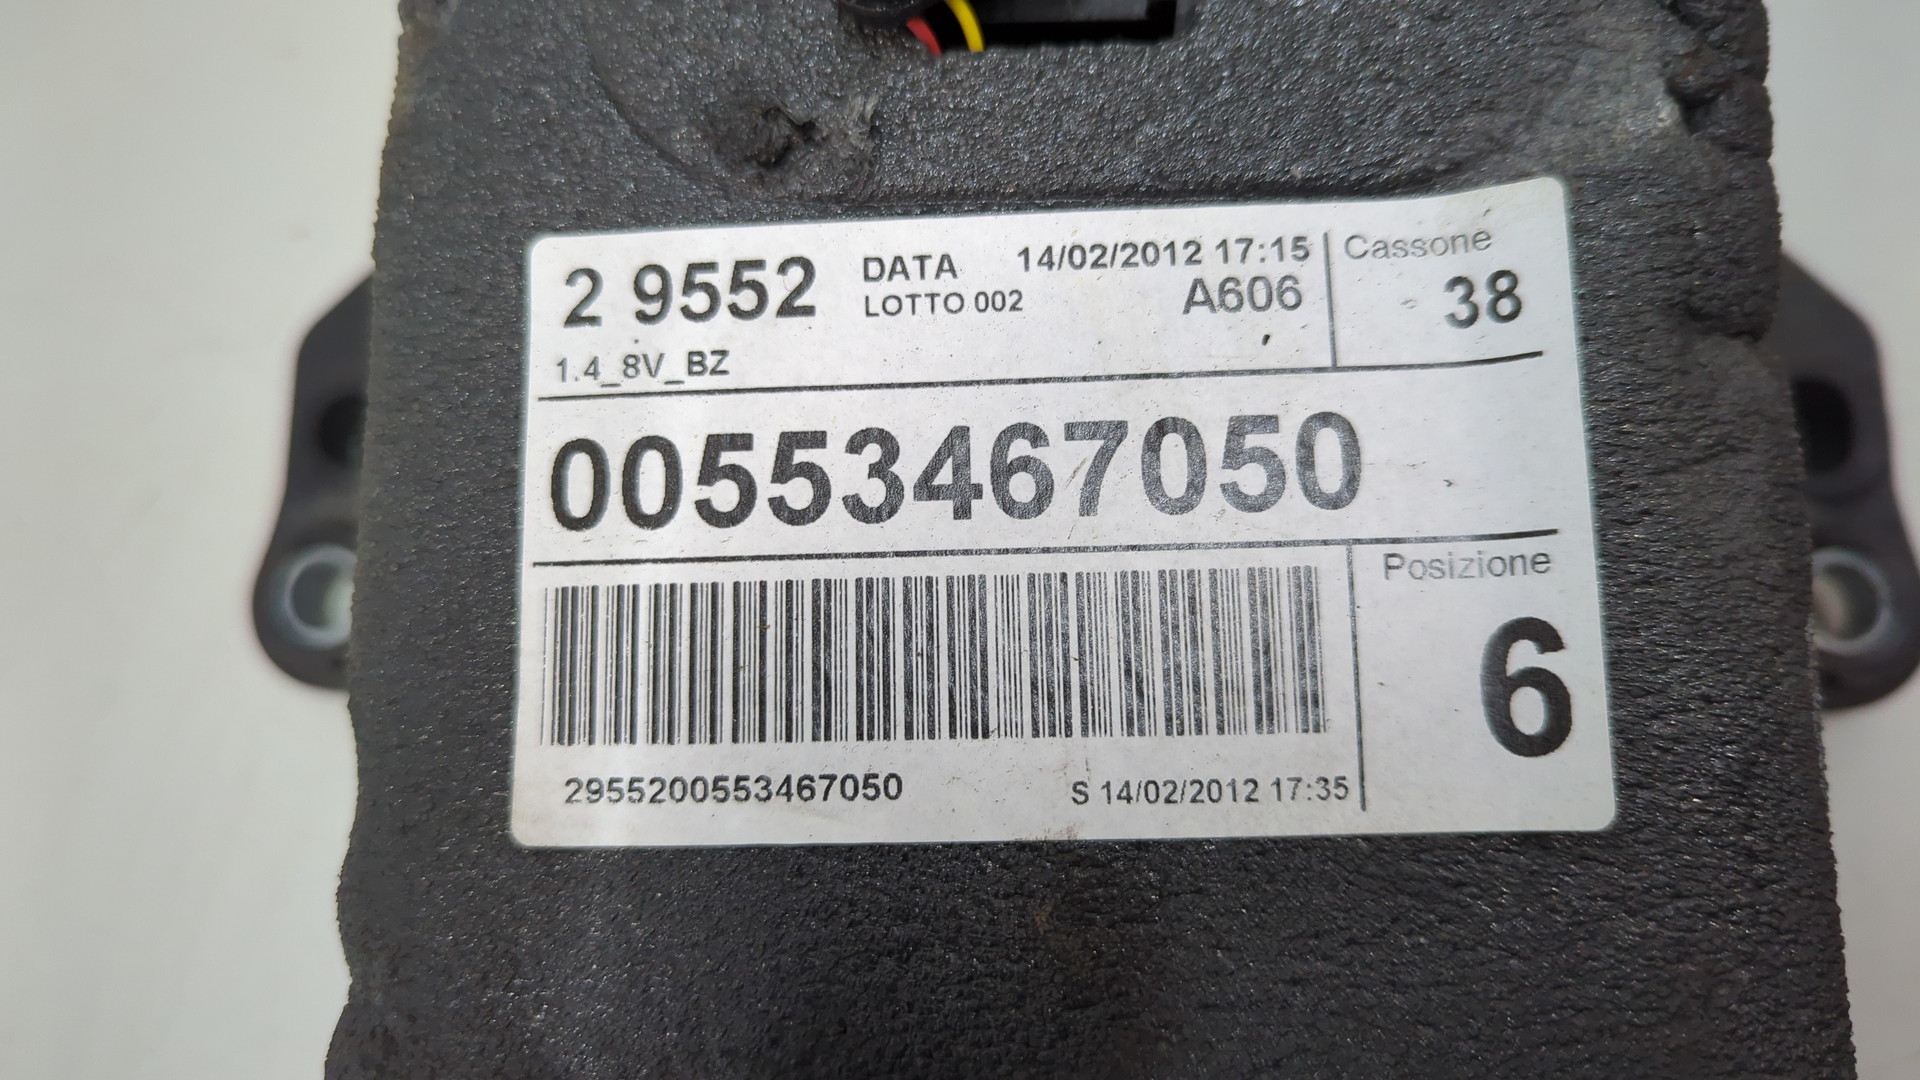 2 9552 DATA 14/02/2012 17:15 Cassone
LOTTO 002 A606 38
1.4_8V_BZ
00553467050
Posizione
6
2955200553467050 S 14/02/2012 17:35